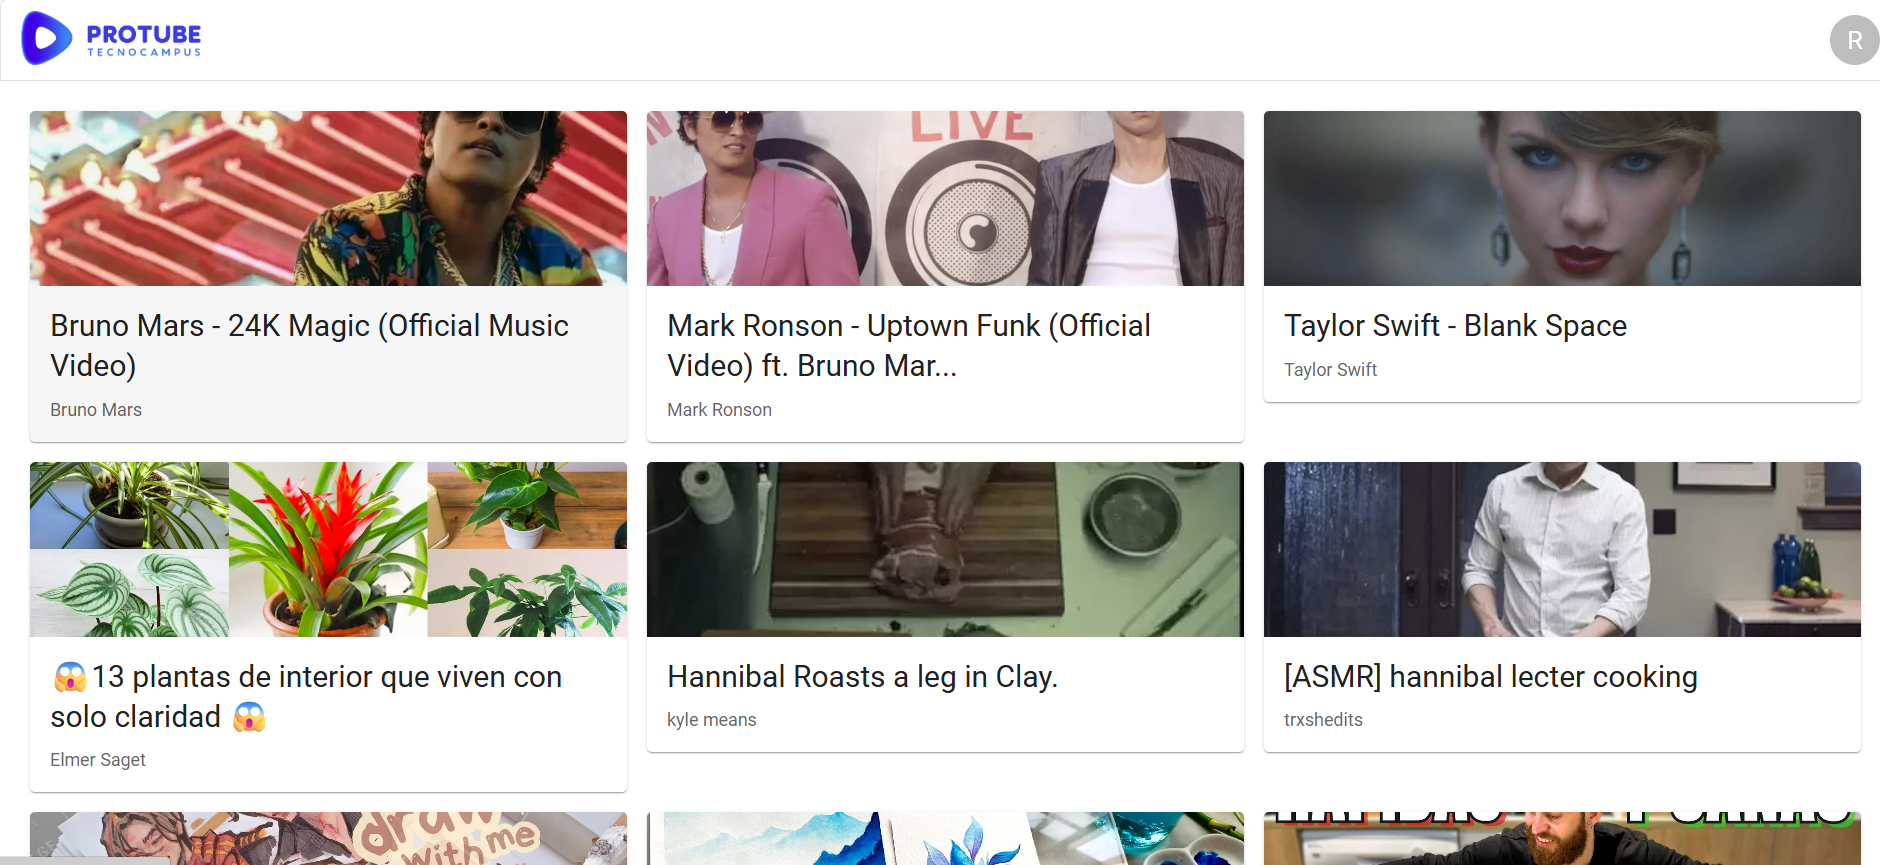 PROTUBE
TECNOCAMPUS
R
LIVE
Bruno Mars - 24K Magic (Official Music
Video)
Bruno Mars
Mark Ronson - Uptown Funk (Official
Video) ft. Bruno Mar...
Mark Ronson
Taylor Swift - Blank Space
Taylor Swift
😱13 plantas de interior que viven con
solo claridad 😱
Elmer Saget
Hannibal Roasts a leg in Clay.
kyle means
[ASMR] hannibal lecter cooking
trxshedits
draw
with me